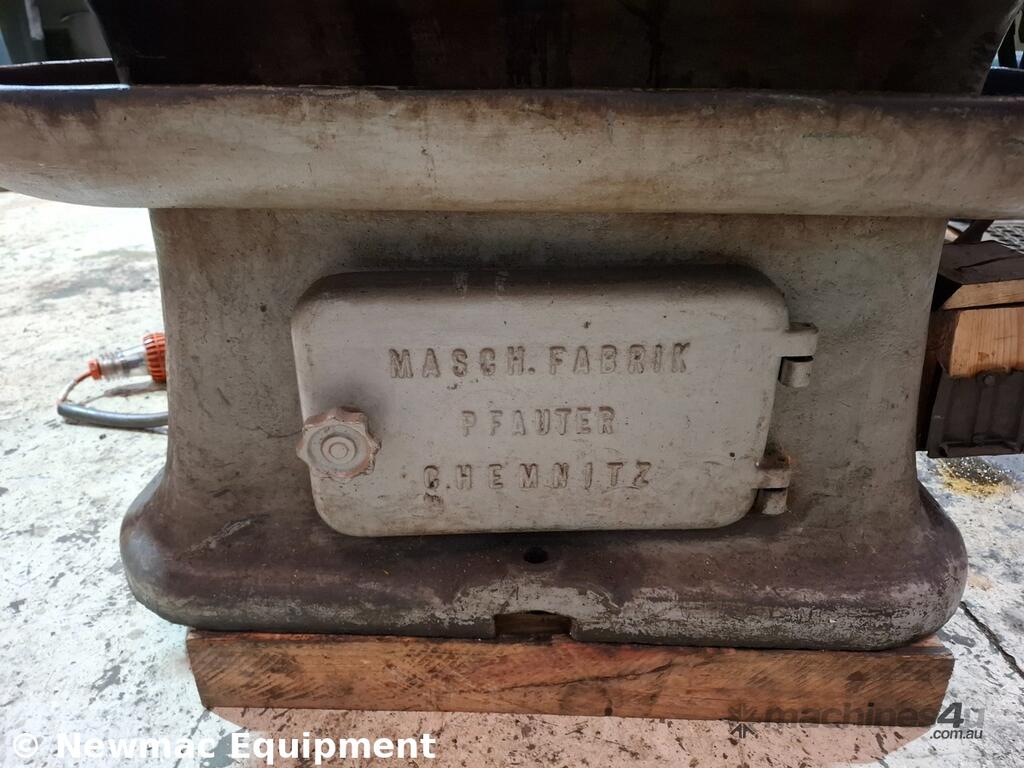 MASCH. FABRIK
PFAUTER
CHEMNITZ
machines4u
.com.au
© Newmac Equipment